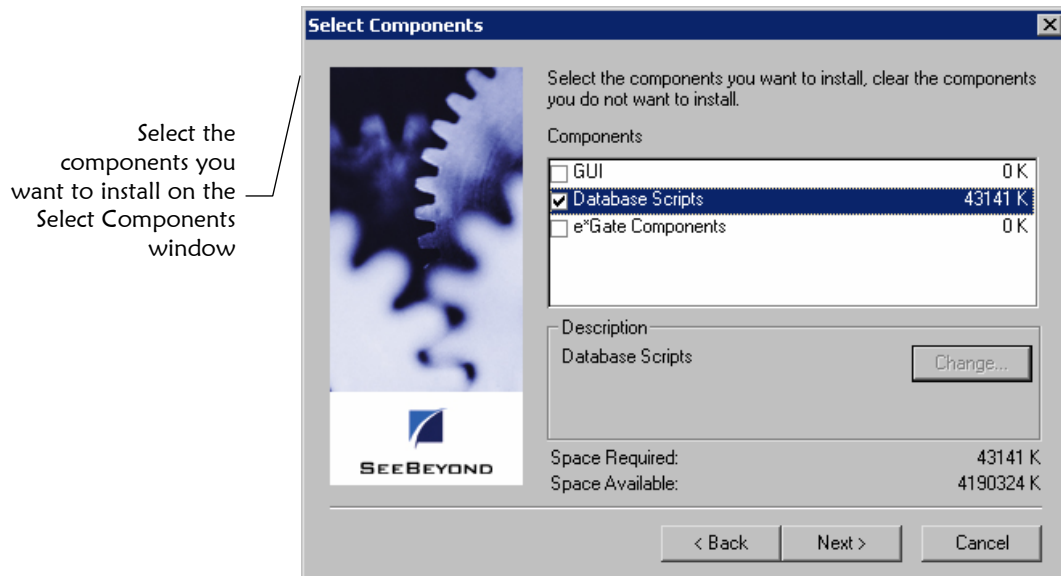 Select the
components you
want to install on the
Select Components
window
Select Components
Select the components you want to install, clear the components
you do not want to install.
Components
GUI 0 K
Database Scripts 43141 K
e*Gate Components 0 K
Description
Database Scripts
Change...
SEEBEYOND
Space Required: 43141 K
Space Available: 4190324 K
< Back
Next >
Cancel